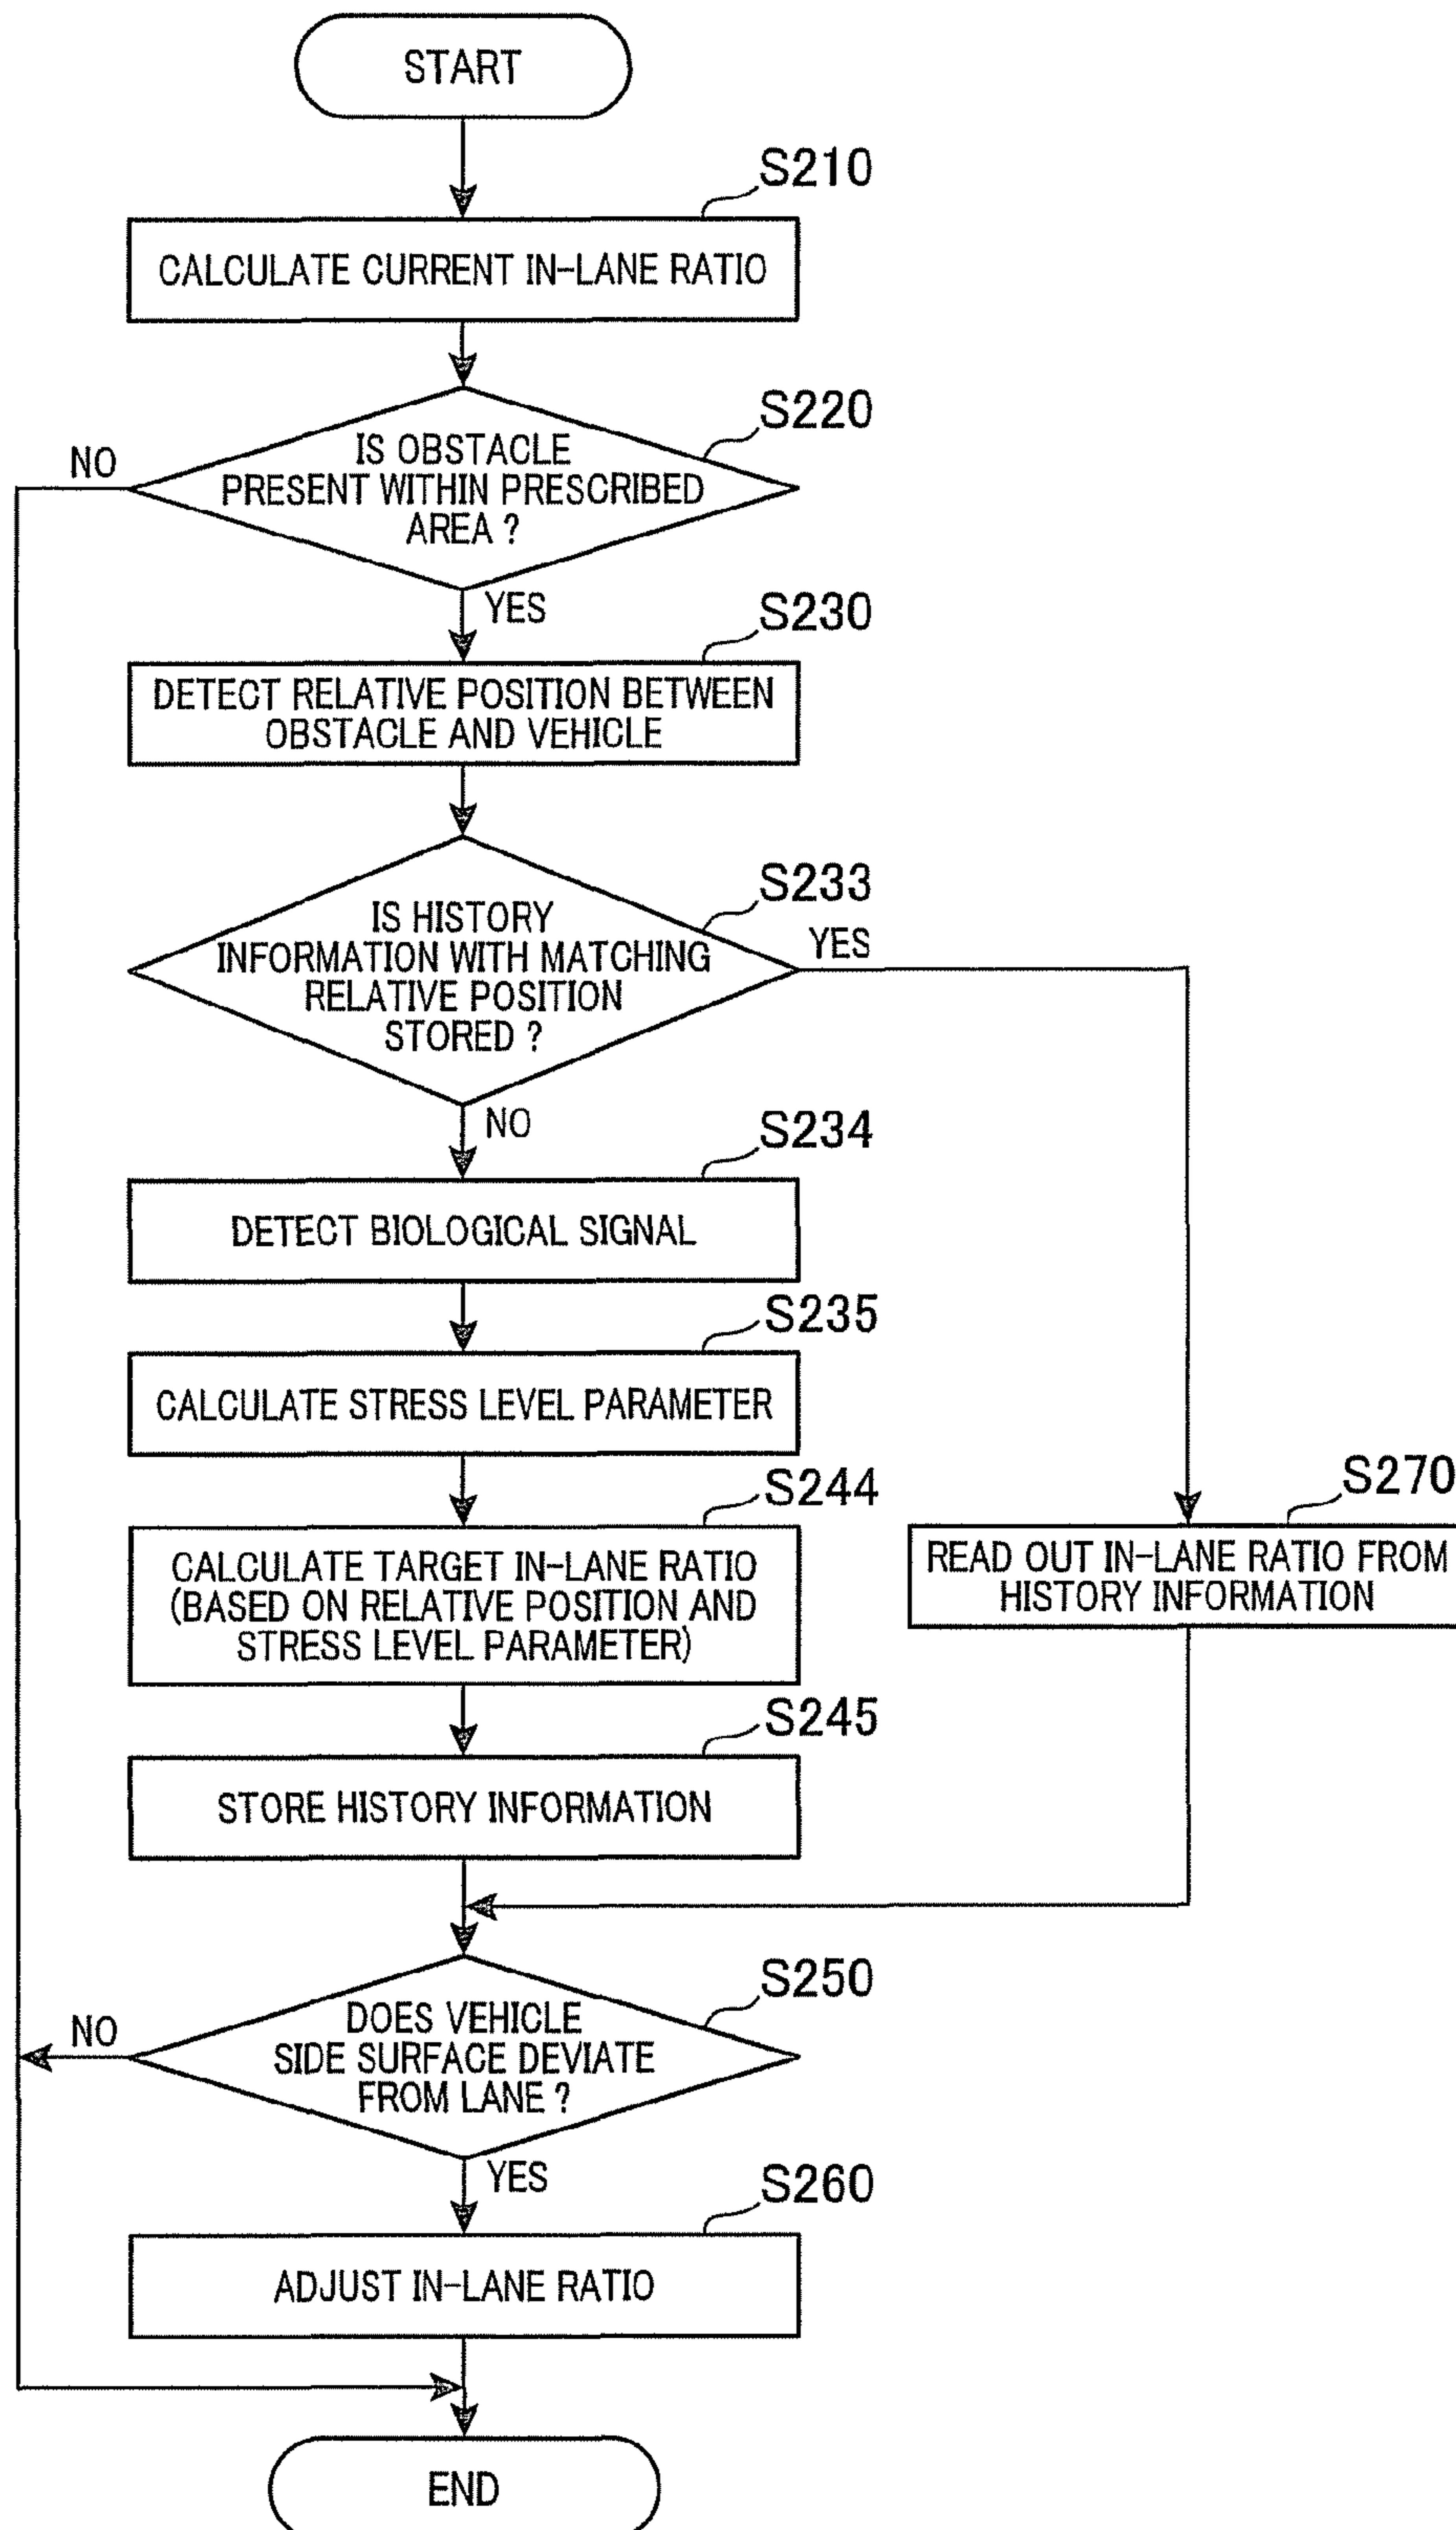 START
S210
CALCULATE CURRENT IN-LANE RATIO
S220
IS OBSTACLE
PRESENT WITHIN PRESCRIBED
AREA ?
NO
YES
S230
DETECT RELATIVE POSITION BETWEEN
OBSTACLE AND VEHICLE
S233
IS HISTORY
INFORMATION WITH MATCHING
RELATIVE POSITION
STORED ?
YES
NO
S234
DETECT BIOLOGICAL SIGNAL
S235
CALCULATE STRESS LEVEL PARAMETER
S244
CALCULATE TARGET IN-LANE RATIO
(BASED ON RELATIVE POSITION AND
STRESS LEVEL PARAMETER)
S270
READ OUT IN-LANE RATIO FROM
HISTORY INFORMATION
S245
STORE HISTORY INFORMATION
S250
DOES VEHICLE
SIDE SURFACE DEVIATE
FROM LANE ?
NO
YES
S260
ADJUST IN-LANE RATIO
END